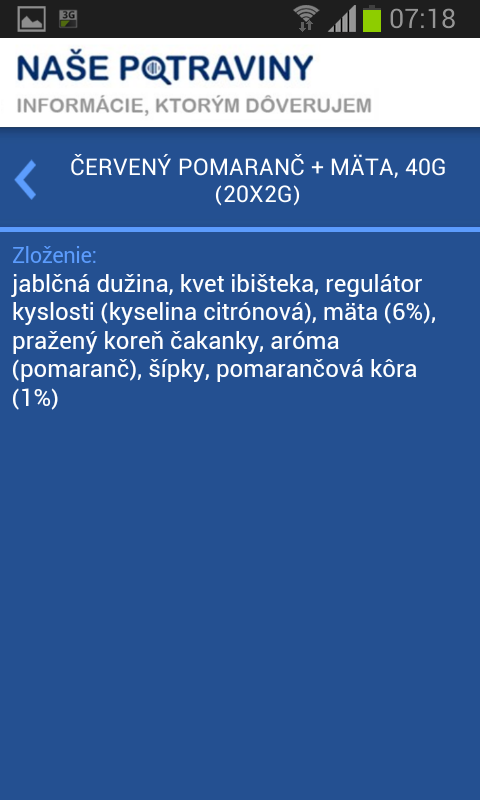 3G
07:18
NAŠE POTRAVINY
INFORMÁCIE, KTORÝM DÔVERUJEM
ČERVENÝ POMARANČ + MÄTA, 40G
(20X2G)
Zloženie:
jablčná dužina, kvet ibišteka, regulátor
kyslosti (kyselina citrónová), mäta (6%),
pražený koreň čakanky, aróma
(pomaranč), šípky, pomarančová kôra
(1%)